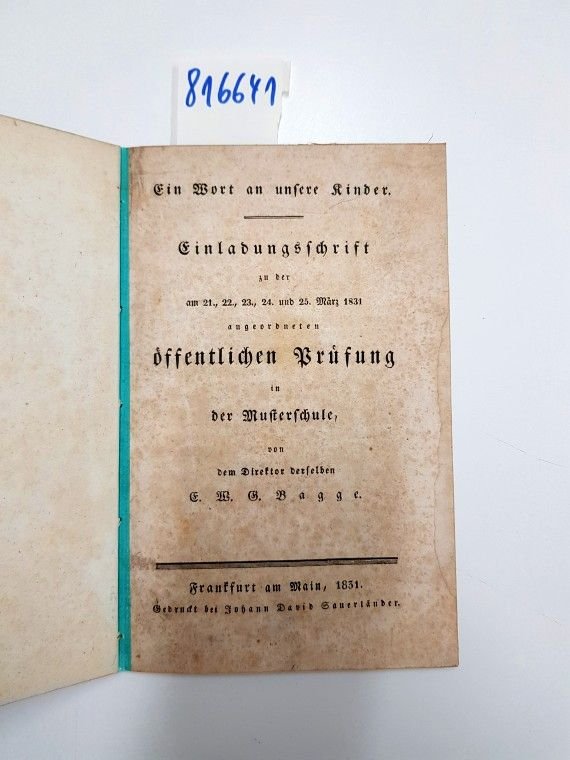 816641
Ein Wort an unſere Kinder.
Einladungsſchrift
zu der
am 21., 22., 23., 24. und 25. März 1831
angeordneten
öffentlichen Prüfung
in
der Muſterſchule,
von
dem Direktor derſelben
E. W. G. Bagge.
Frankfurt am Main, 1831.
Gedruckt bei Johann David Sauerländer.